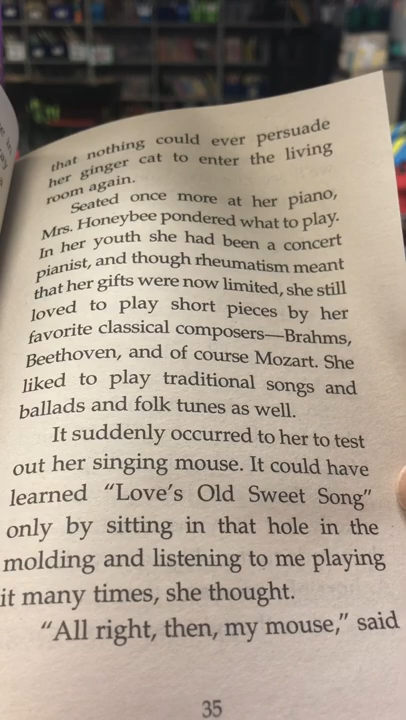 that nothing could ever persuade
her ginger cat to enter the living
room again.
Seated once more at her piano,
Mrs. Honeybee pondered what to play.
In her youth she had been a concert
pianist, and though rheumatism meant
that her gifts were now limited, she still
loved to play short pieces by her
favorite classical composers—Brahms,
Beethoven, and of course Mozart. She
liked to play traditional songs and
ballads and folk tunes as well.
It suddenly occurred to her to test
out her singing mouse. It could have
learned "Love's Old Sweet Song"
only by sitting in that hole in the
molding and listening to me playing
it many times, she thought.
"All right, then, my mouse," said
35